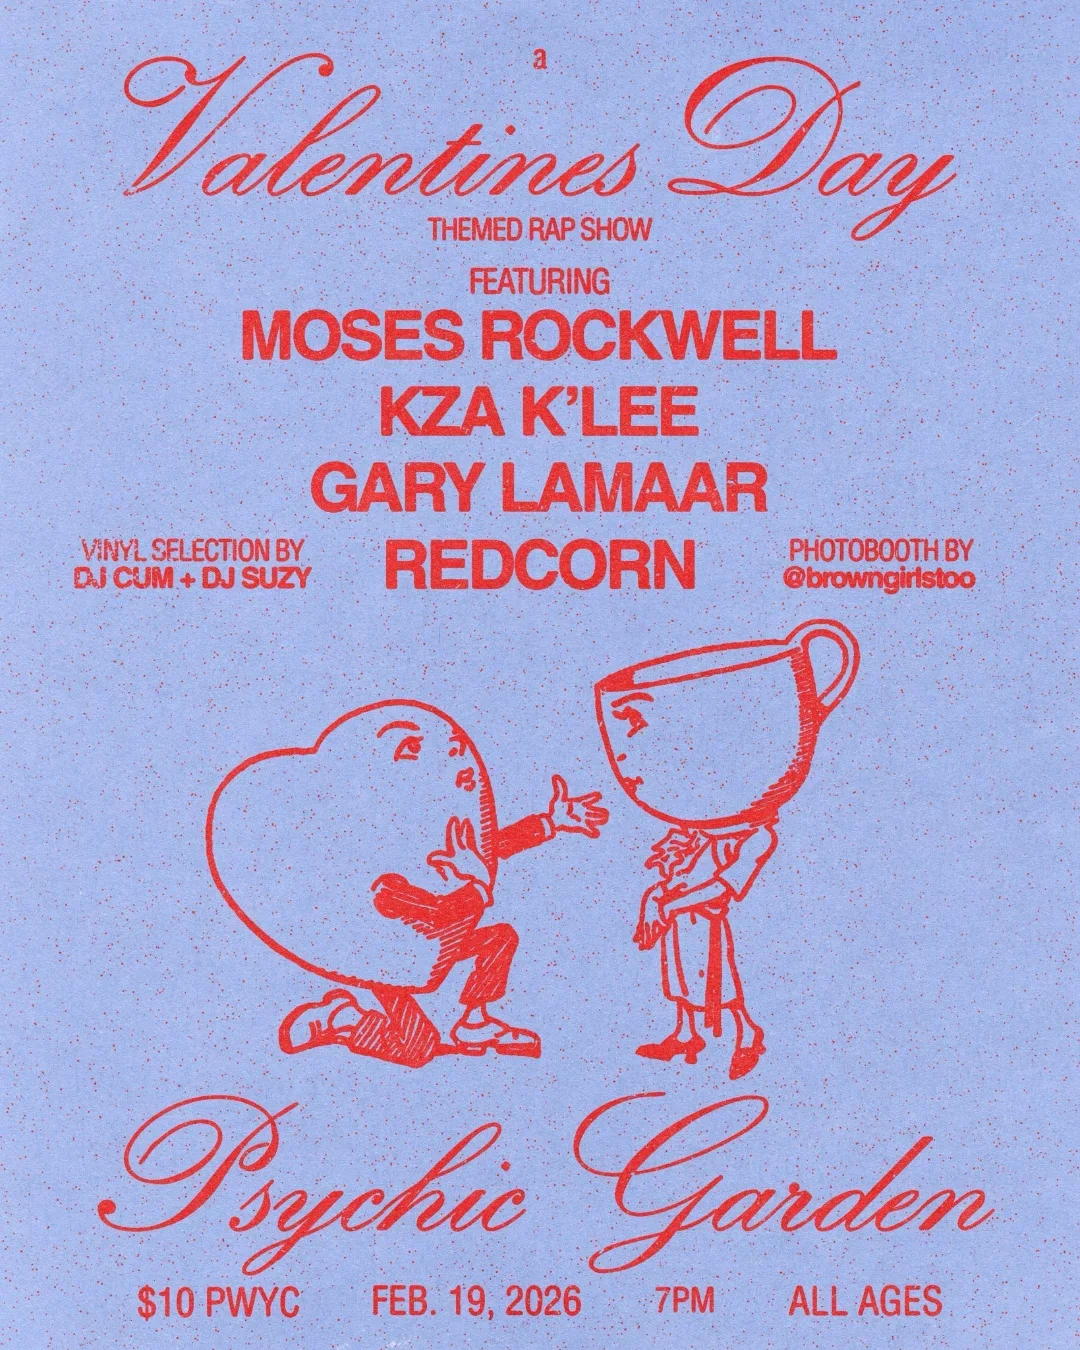 a
Valentines Day
THEMED RAP SHOW
FEATURING
MOSES ROCKWELL
KZA K'LEE
GARY LAMAAR
REDCORN
VINYL SELECTION BY
DJ CUM + DJ SUZY
PHOTOBOOTH BY
@browngirlstoo
Psychic Garden
$10 PWYC FEB. 19, 2026 7PM ALL AGES